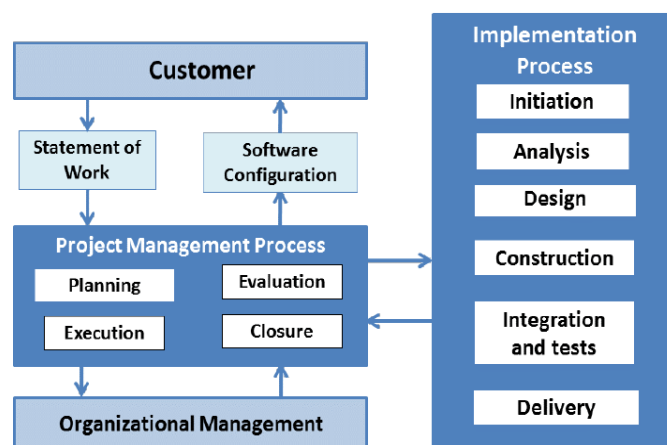 Customer
Statement of
Work
Software
Configuration
Project Management Process
Planning
Evaluation
Execution
Closure
Organizational Management
Implementation
Process
Initiation
Analysis
Design
Construction
Integration
and tests
Delivery